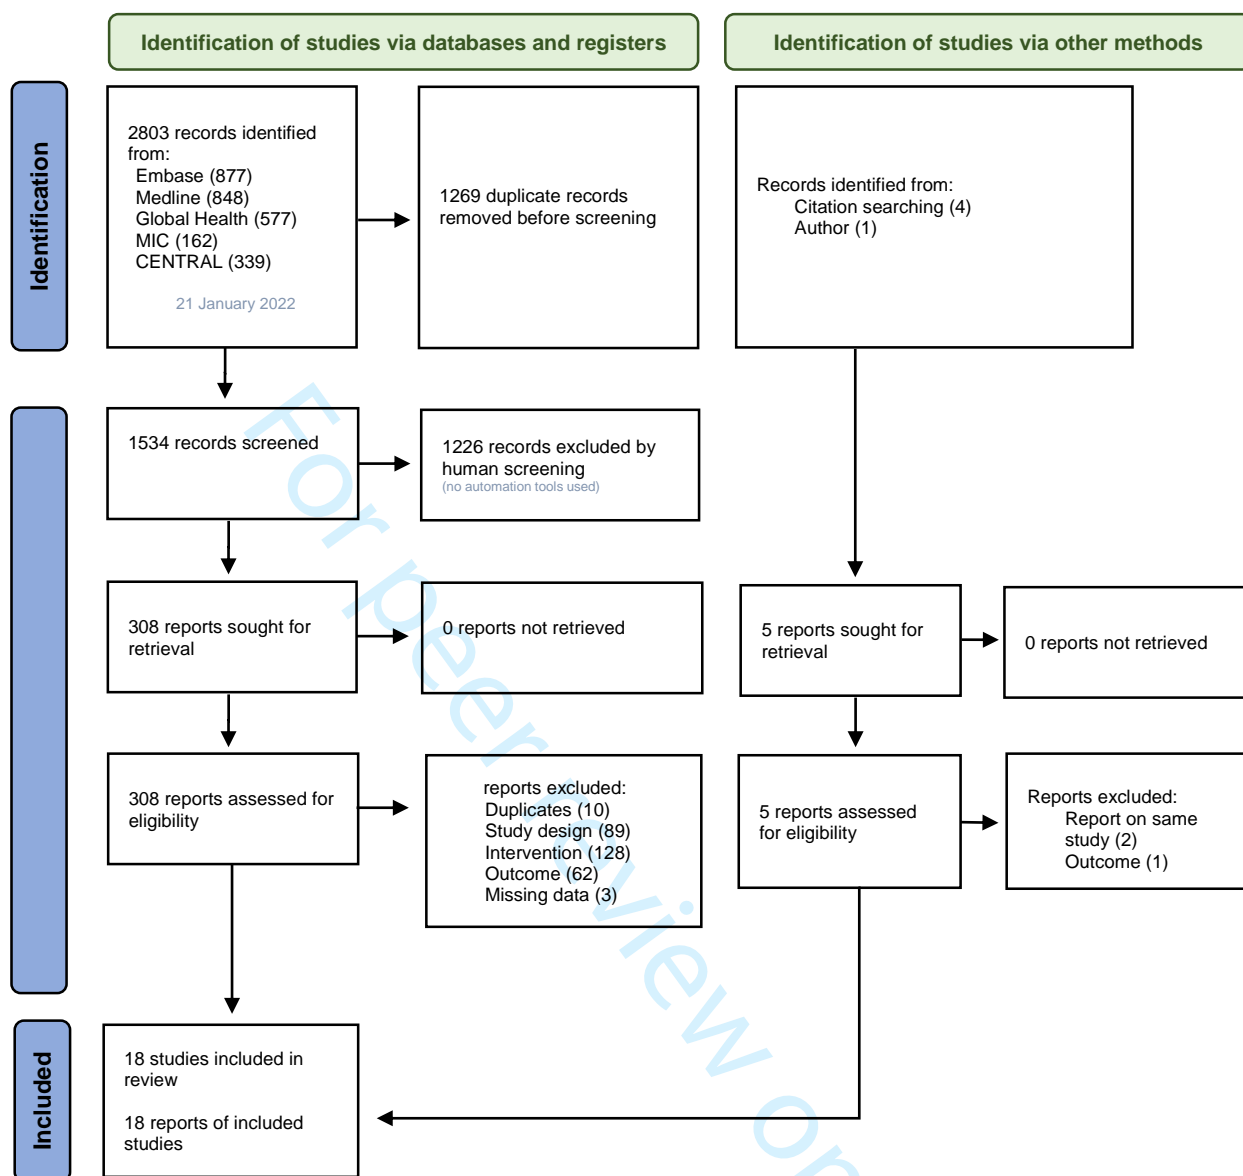 Identification of studies via databases and registers
Identification of studies via other methods
Identification
2803 records identified
from:
Embase (877)
Medline (848)
Global Health (577)
MIC (162)
CENTRAL (339)
21 January 2022
1269 duplicate records
removed before screening
Records identified from:
Citation searching (4)
Author (1)
1534 records screened
1226 records excluded by
human screening
(no automation tools used)
308 reports sought for
retrieval
0 reports not retrieved
5 reports sought for
retrieval
0 reports not retrieved
308 reports assessed for
eligibility
reports excluded:
Duplicates (10)
Study design (89)
Intervention (128)
Outcome (62)
Missing data (3)
5 reports assessed
for eligibility
Reports excluded:
Report on same
study (2)
Outcome (1)
Included
18 studies included in
review
18 reports of included
studies
For peer review on